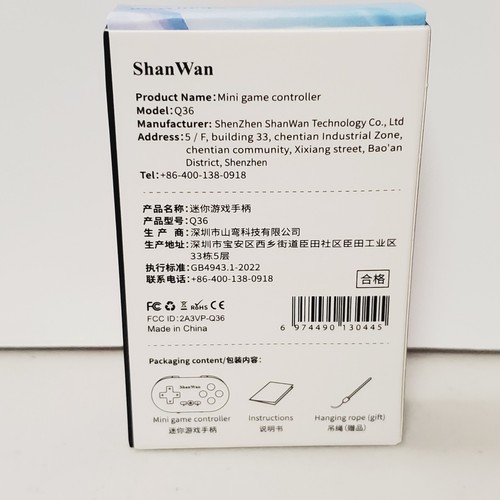 ShanWan
Product Name: Mini game controller
Model: Q36
Manufacturer: ShenZhen ShanWan Technology Co., Ltd
Address: 5 / F, building 33, chentian Industrial Zone,
chentian community, Xixiang street, Bao'an
District, Shenzhen
Tel: +86-400-138-0918
产品名称: 迷你游戏手柄
产品型号: Q36
生 产 商: 深圳市山弯科技有限公司
生产地址: 深圳市宝安区西乡街道臣田社区臣田工业区
33栋5层
执行标准: GB4943.1-2022
联系电话: +86-400-138-0918
合格
FC RoHS CE
FCC ID: 2A3VP-Q36
Made in China
6 974490 130445
Packaging content/包装内容:
ShanWan
Mini game controller
迷你游戏手柄
Instructions
说明书
Hanging rope (gift)
吊绳(赠品)